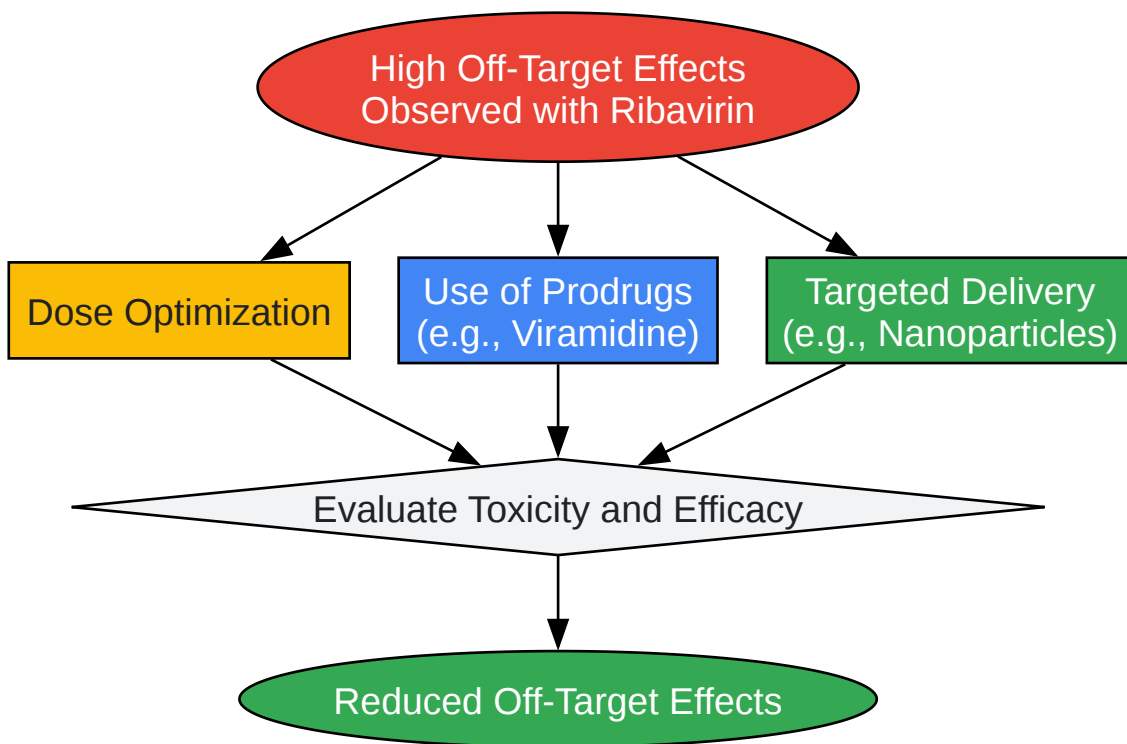 High Off-Target Effects
Observed with Ribavirin
Dose Optimization
Use of Prodrugs
(e.g., Viramidine)
Targeted Delivery
(e.g., Nanoparticles)
Evaluate Toxicity and Efficacy
Reduced Off-Target Effects